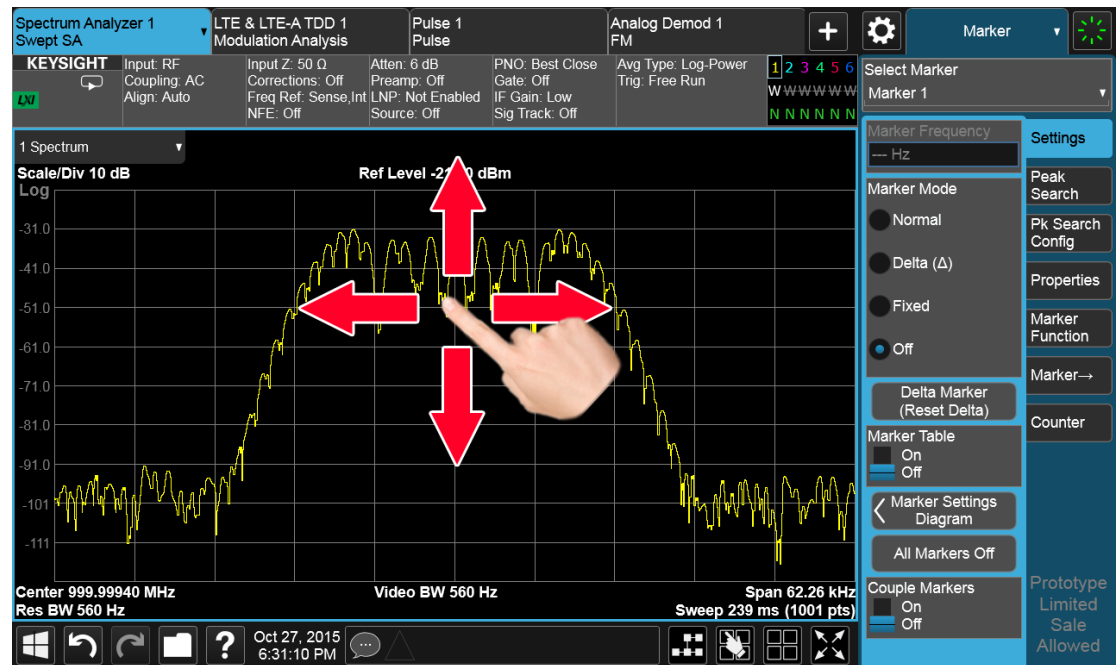 Spectrum Analyzer 1
Swept SA
LTE & LTE-A TDD 1
Modulation Analysis
Pulse 1
Pulse
Analog Demod 1
FM
+
Marker
KEYSIGHT
LXI
Input: RF
Coupling: AC
Align: Auto
Input Z: 50 Ω
Corrections: Off
Freq Ref: Sense,Int
NFE: Off
Atten: 6 dB
Preamp: Off
LNP: Not Enabled
Source: Off
PNO: Best Close
Gate: Off
IF Gain: Low
Sig Track: Off
Avg Type: Log-Power
Trig: Free Run
1 2 3 4 5 6
W W W W W W
N N N N N N
Select Marker
Marker 1
1 Spectrum
Scale/Div 10 dB
Ref Level dBm
Log
-31.0
-41.0
-51.0
-61.0
-71.0
-81.0
-91.0
-101
-111
Center 999.99940 MHz
Res BW 560 Hz
Video BW 560 Hz
Span 62.26 kHz
Sweep 239 ms (1001 pts)
Marker Frequency
--- Hz
Marker Mode
Normal
Delta (Δ)
Fixed
Off
Delta Marker
(Reset Delta)
Marker Table
On
Off
Marker Settings
Diagram
All Markers Off
Couple Markers
On
Off
Settings
Peak
Search
Pk Search
Config
Properties
Marker
Function
Marker→
Counter
Prototype
Limited
Sale
Allowed
?
Oct 27, 2015
6:31:10 PM